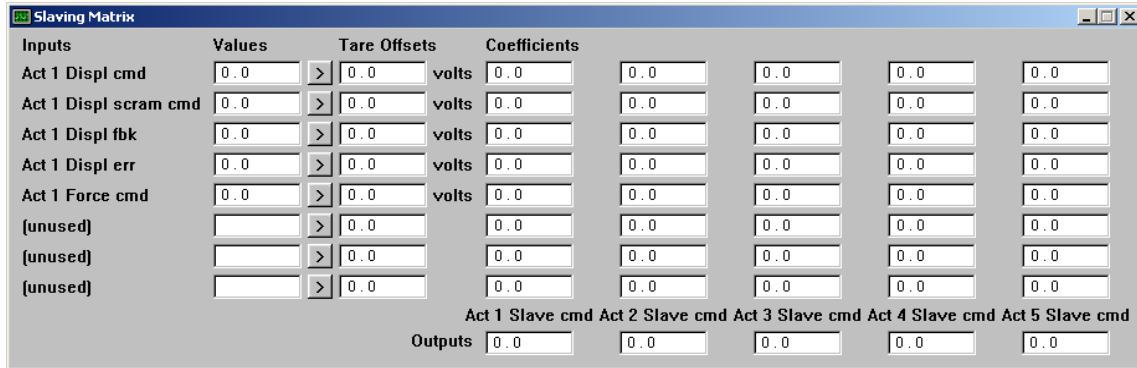 Slaving Matrix
Inputs Values Tare Offsets Coefficients
Act 1 Displ cmd 0.0 > 0.0 volts 0.0 0.0 0.0 0.0 0.0
Act 1 Displ scram cmd 0.0 > 0.0 volts 0.0 0.0 0.0 0.0 0.0
Act 1 Displ fbk 0.0 > 0.0 volts 0.0 0.0 0.0 0.0 0.0
Act 1 Displ err 0.0 > 0.0 volts 0.0 0.0 0.0 0.0 0.0
Act 1 Force cmd 0.0 > 0.0 volts 0.0 0.0 0.0 0.0 0.0
(unused) > 0.0 0.0 0.0 0.0 0.0 0.0
(unused) > 0.0 0.0 0.0 0.0 0.0 0.0
(unused) > 0.0 0.0 0.0 0.0 0.0 0.0
Act 1 Slave cmd Act 2 Slave cmd Act 3 Slave cmd Act 4 Slave cmd Act 5 Slave cmd
Outputs 0.0 0.0 0.0 0.0 0.0